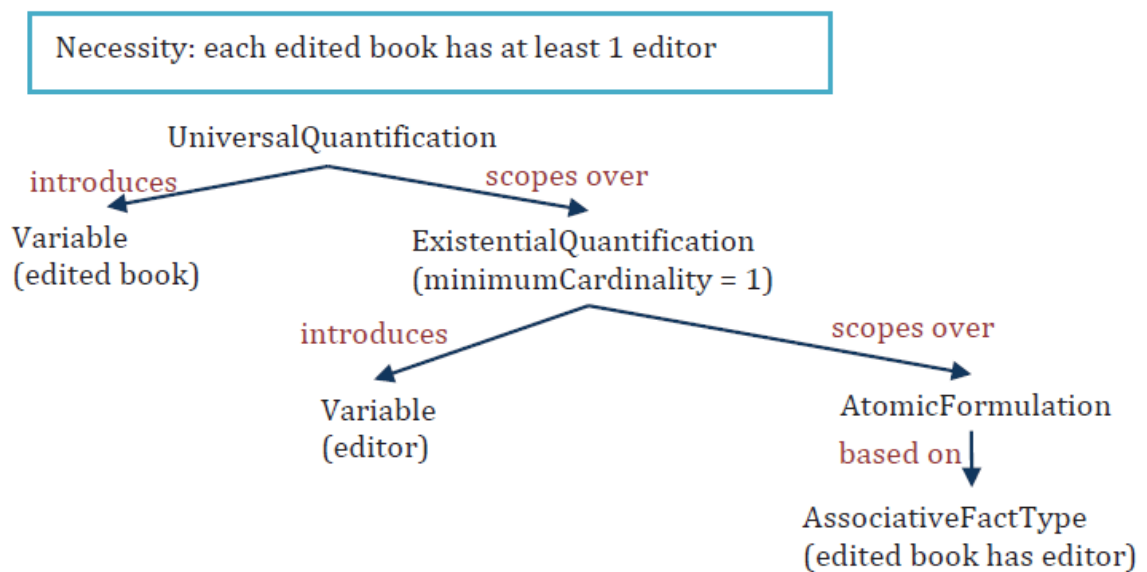 Necessity: each edited book has at least 1 editor
UniversalQuantification
introduces
scopes over
Variable
(edited book)
ExistentialQuantification
(minimumCardinality = 1)
introduces
scopes over
Variable
(editor)
AtomicFormulation
based on
AssociativeFactType
(edited book has editor)